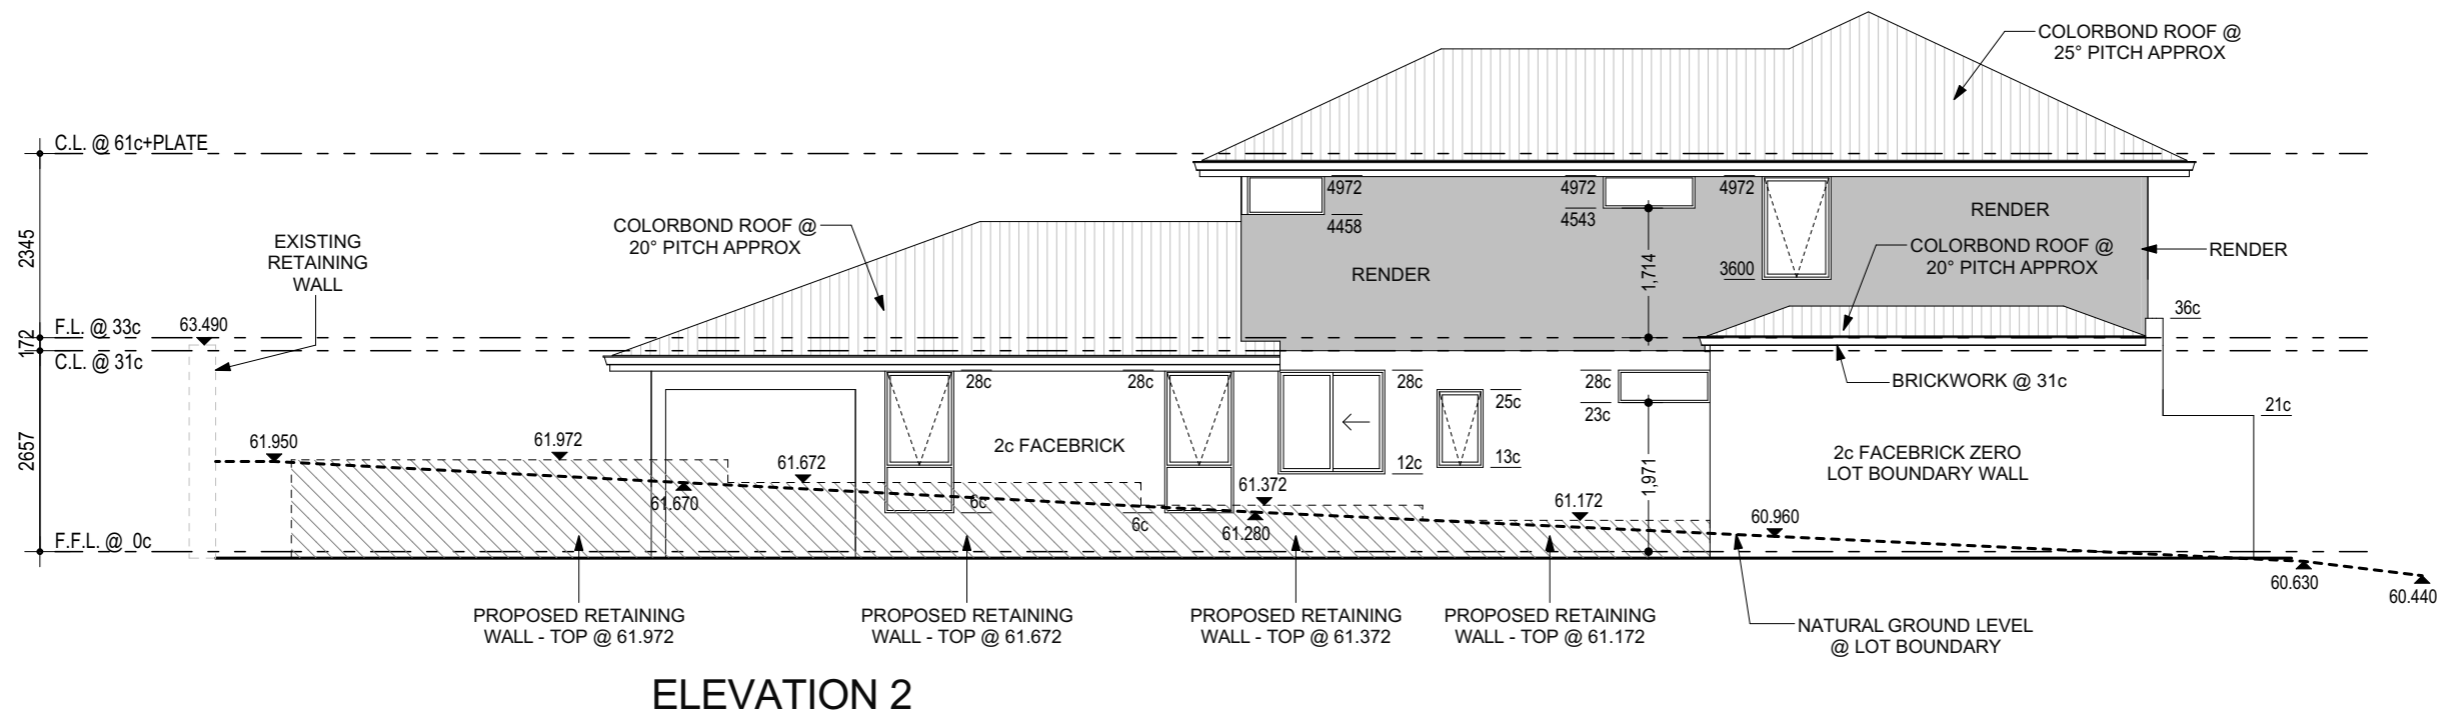 COLORBOND ROOF @
25° PITCH APPROX
C.L. @ 61c+PLATE
2345
F.L. @ 33c
172
C.L. @ 31c
2657
F.F.L. @ 0c
63.490
EXISTING
RETAINING
WALL
COLORBOND ROOF @
20° PITCH APPROX
4972
4458
4972
4543
4972
3600
1,714
RENDER
RENDER
COLORBOND ROOF @
20° PITCH APPROX
RENDER
36c
BRICKWORK @ 31c
21c
28c
28c
28c
25c
28c
23c
12c
13c
2c FACEBRICK
2c FACEBRICK ZERO
LOT BOUNDARY WALL
61.950
61.972
61.672
61.670
6c
6c
61.372
61.280
1,971
61.172
60.960
60.630
60.440
PROPOSED RETAINING
WALL - TOP @ 61.972
PROPOSED RETAINING
WALL - TOP @ 61.672
PROPOSED RETAINING
WALL - TOP @ 61.372
PROPOSED RETAINING
WALL - TOP @ 61.172
NATURAL GROUND LEVEL
@ LOT BOUNDARY
ELEVATION 2